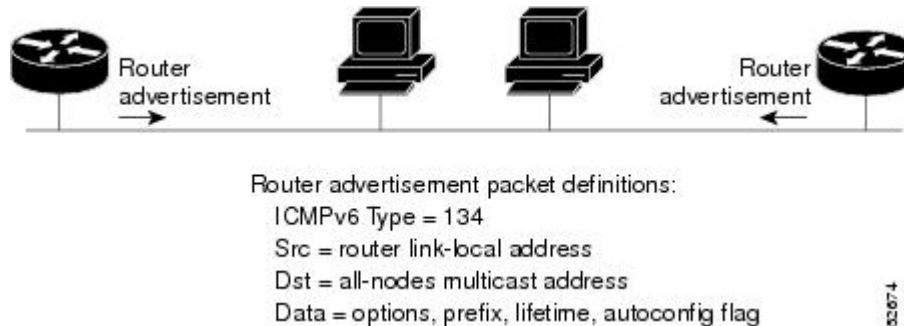 Router
advertisement
Router
advertisement
Router advertisement packet definitions:
ICMPv6 Type = 134
Src = router link-local address
Dst = all-nodes multicast address
Data = options, prefix, lifetime, autoconfig flag
52674